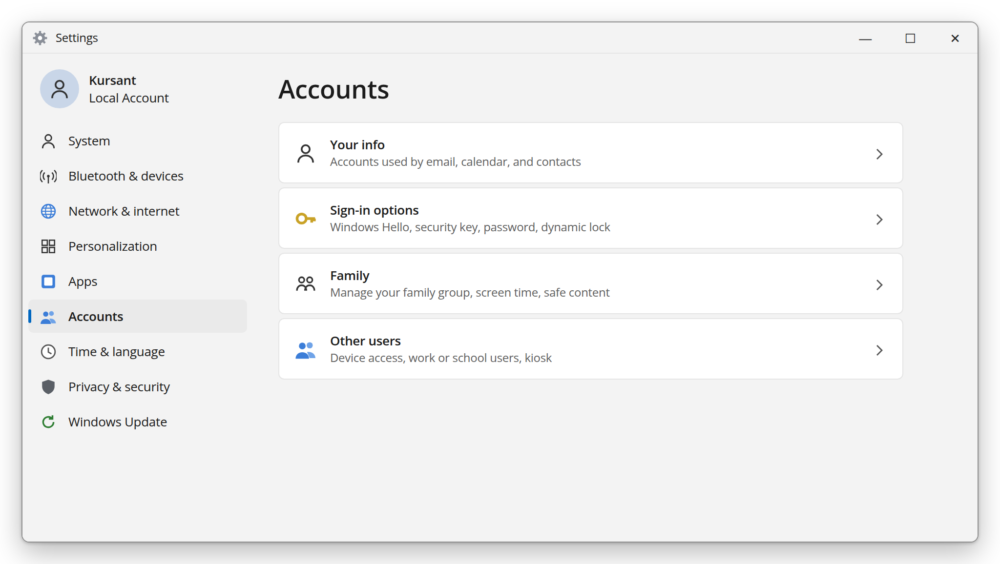 Settings
Kursant
Local Account
System
Bluetooth & devices
Network & internet
Personalization
Apps
Accounts
Time & language
Privacy & security
Windows Update
Accounts
Your info
Accounts used by email, calendar, and contacts
Sign-in options
Windows Hello, security key, password, dynamic lock
Family
Manage your family group, screen time, safe content
Other users
Device access, work or school users, kiosk